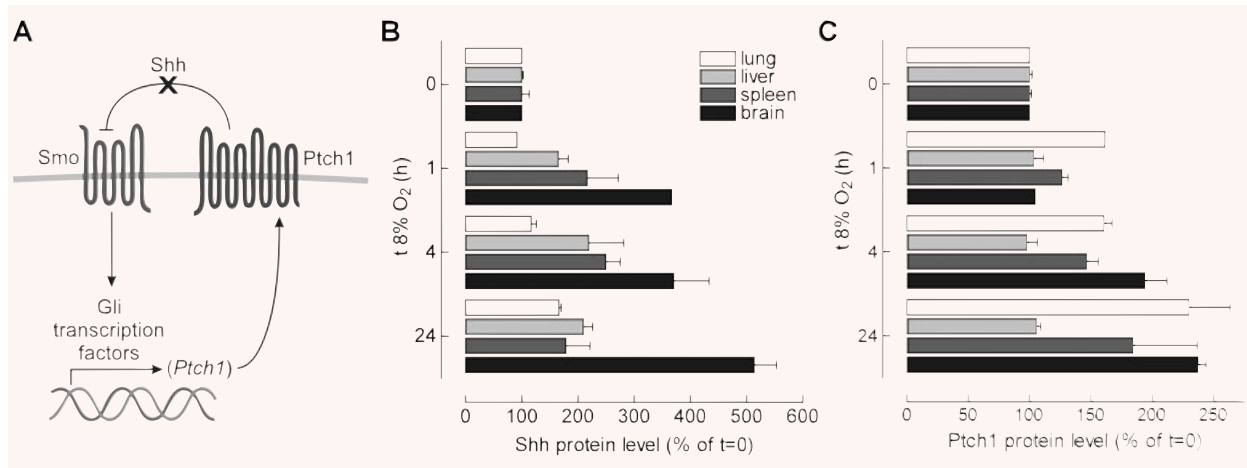 A
Shh
X
Smo
Ptch1
Gli
transcription
factors
(Ptch1)
B
lung
liver
spleen
brain
t 8% O₂ (h)
0
1
4
24
0 100 200 300 400 500 600
Shh protein level (% of t=0)
C
t 8% O₂ (h)
0
1
4
24
0 50 100 150 200 250
Ptch1 protein level (% of t=0)